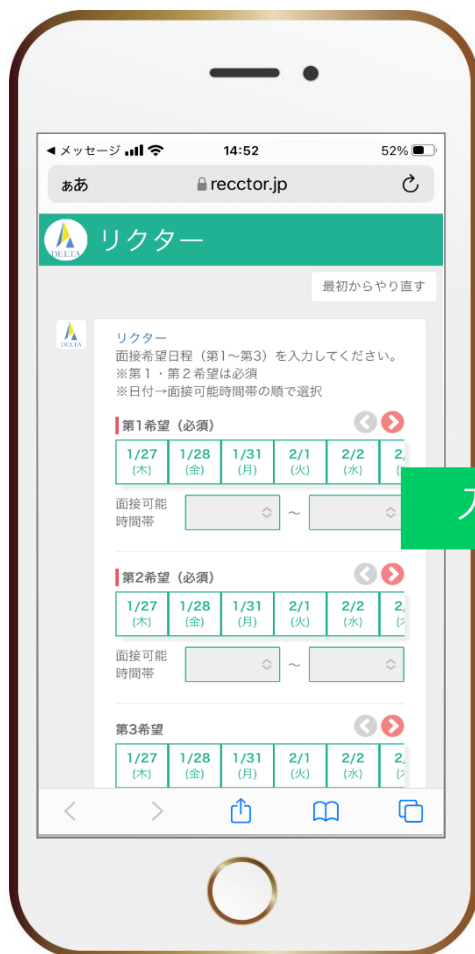 メッセージ
14:52
52%
ぁあ
recctor.jp
DELTA
リクター
最初からやり直す
DELTA
リクター
面接希望日程（第1〜第3）を入力してください。
※第１・第２希望は必須
※日付→面接可能時間帯の順で選択
第1希望（必須）
1/27 1/28 1/31 2/1 2/2 2
(木) (金) (月) (火) (水)
面接可能
時間帯 〜
第2希望（必須）
1/27 1/28 1/31 2/1 2/2 2
(木) (金) (月) (火) (水)
面接可能
時間帯 〜
第3希望
1/27 1/28 1/31 2/1 2/2 2
(木) (金) (月) (火) (水)